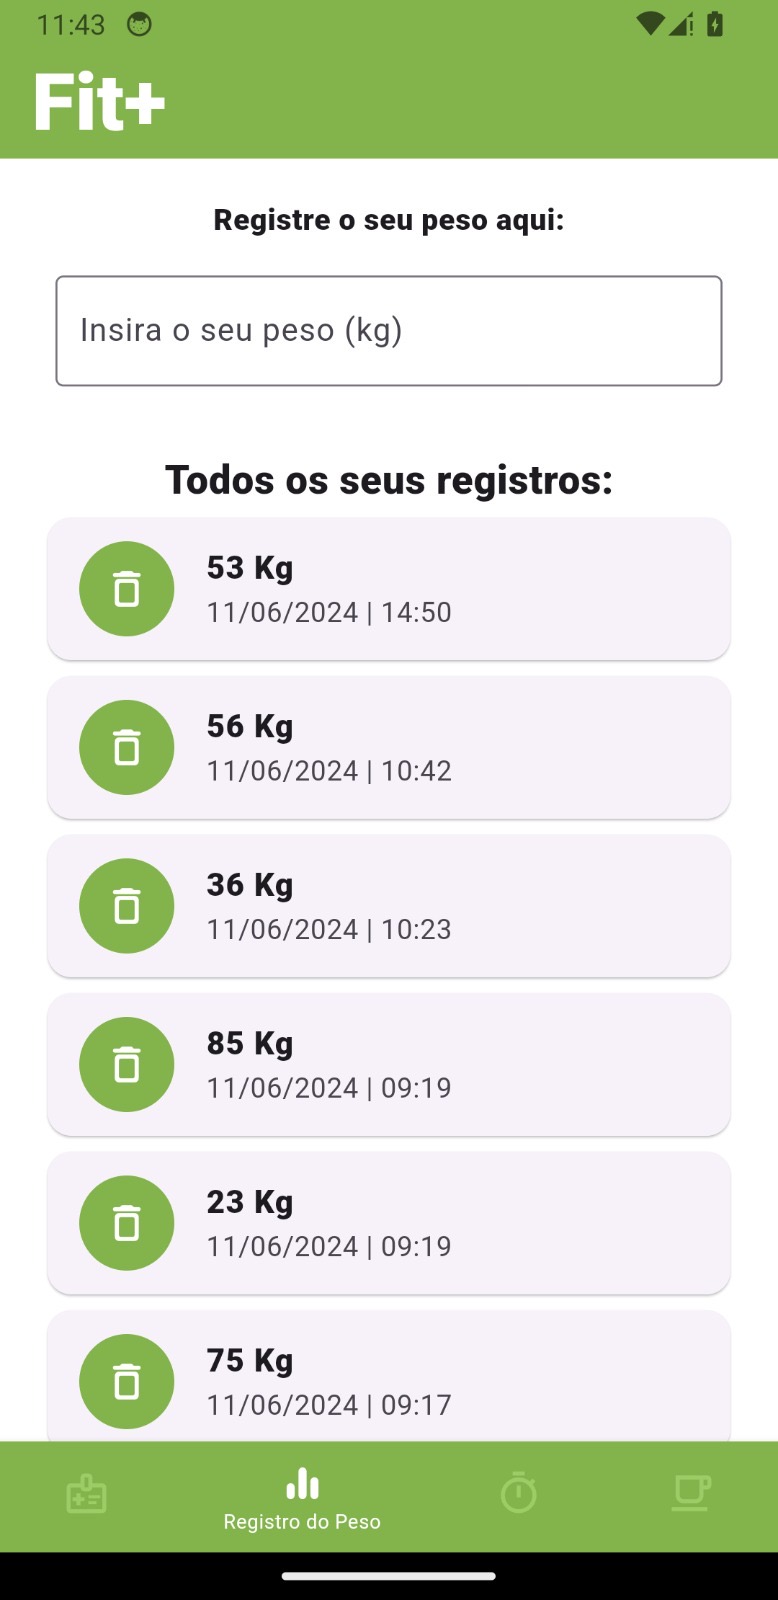 11:43
Fit+
Registre o seu peso aqui:
Insira o seu peso (kg)
Todos os seus registros:
53 Kg
11/06/2024 | 14:50
56 Kg
11/06/2024 | 10:42
36 Kg
11/06/2024 | 10:23
85 Kg
11/06/2024 | 09:19
23 Kg
11/06/2024 | 09:19
75 Kg
11/06/2024 | 09:17
Registro do Peso